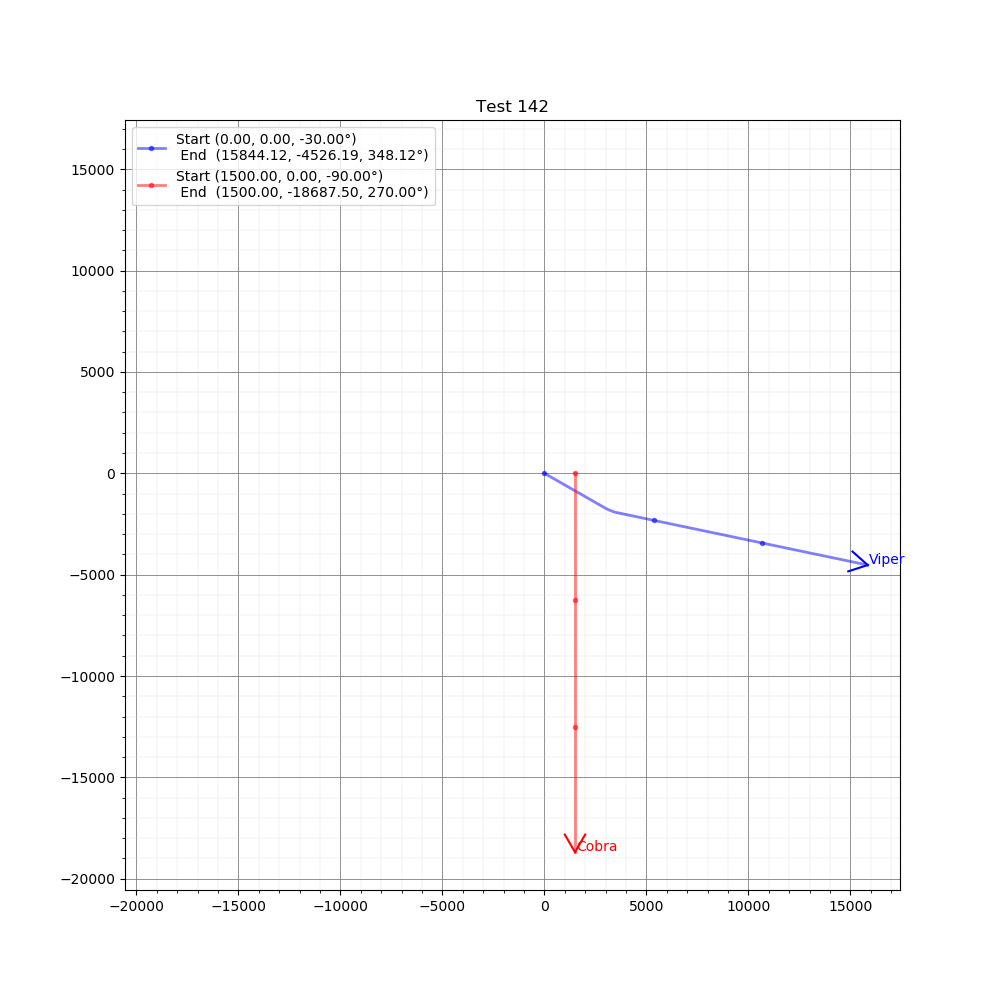 Test 142
Start (0.00, 0.00, -30.00°)
End (15844.12, -4526.19, 348.12°)
Start (1500.00, 0.00, -90.00°)
End (1500.00, -18687.50, 270.00°)
15000
10000
5000
0
−5000
−10000
−15000
−20000
Viper
Cobra
−20000 −15000 −10000 −5000 0 5000 10000 15000